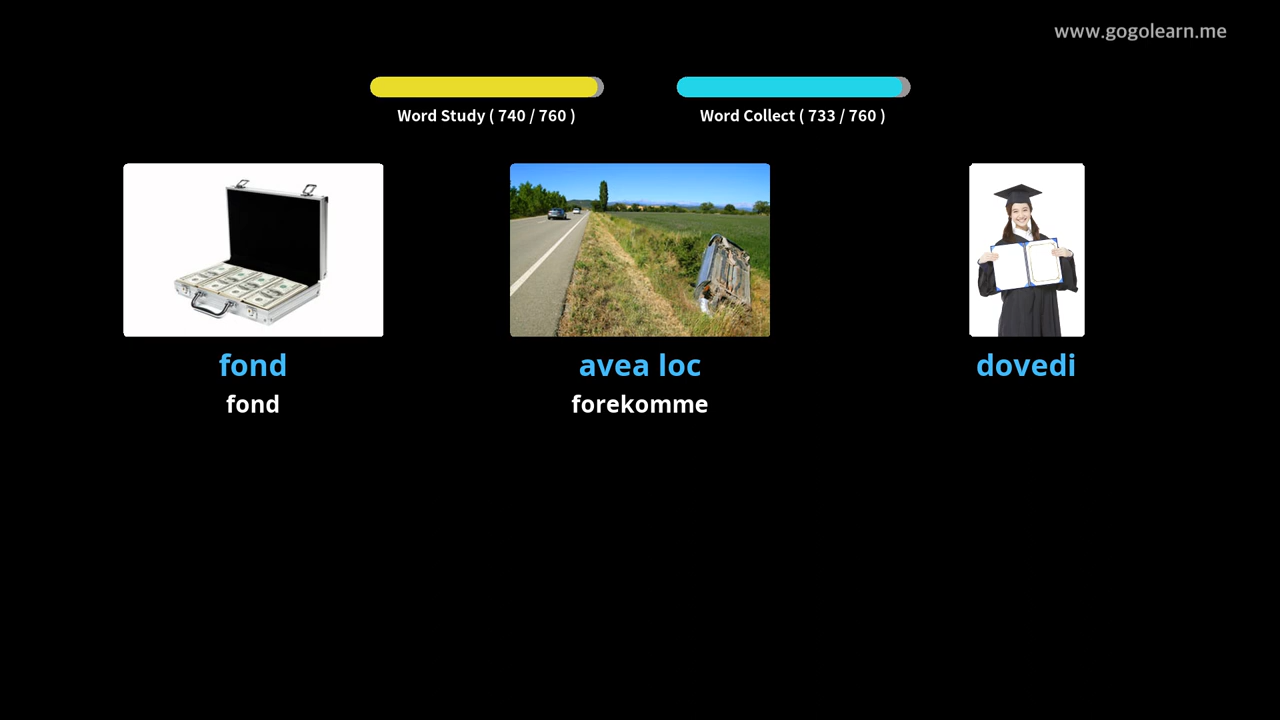 www.gogolearn.me
Word Study ( 740 / 760 )
Word Collect ( 733 / 760 )
fond
avea loc
dovedi
fond
forekomme